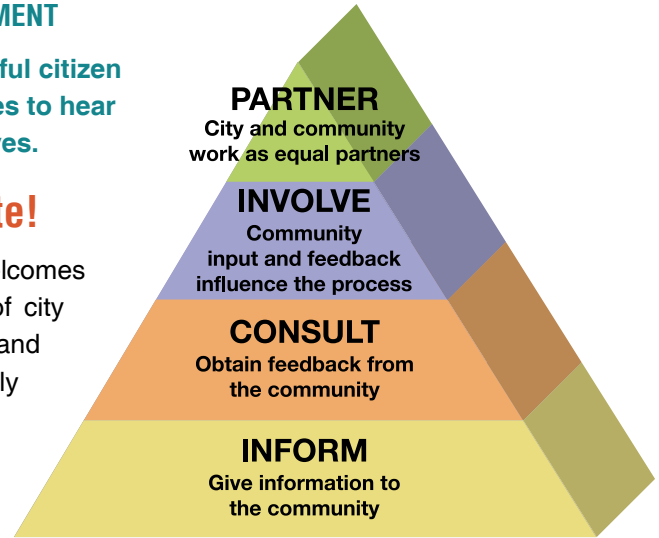 MENT
ful citizen
es to hear
es.
te!
lcomes
of city
and
ly
PARTNER
City and community
work as equal partners
INVOLVE
Community
input and feedback
influence the process
CONSULT
Obtain feedback from
the community
INFORM
Give information to
the community